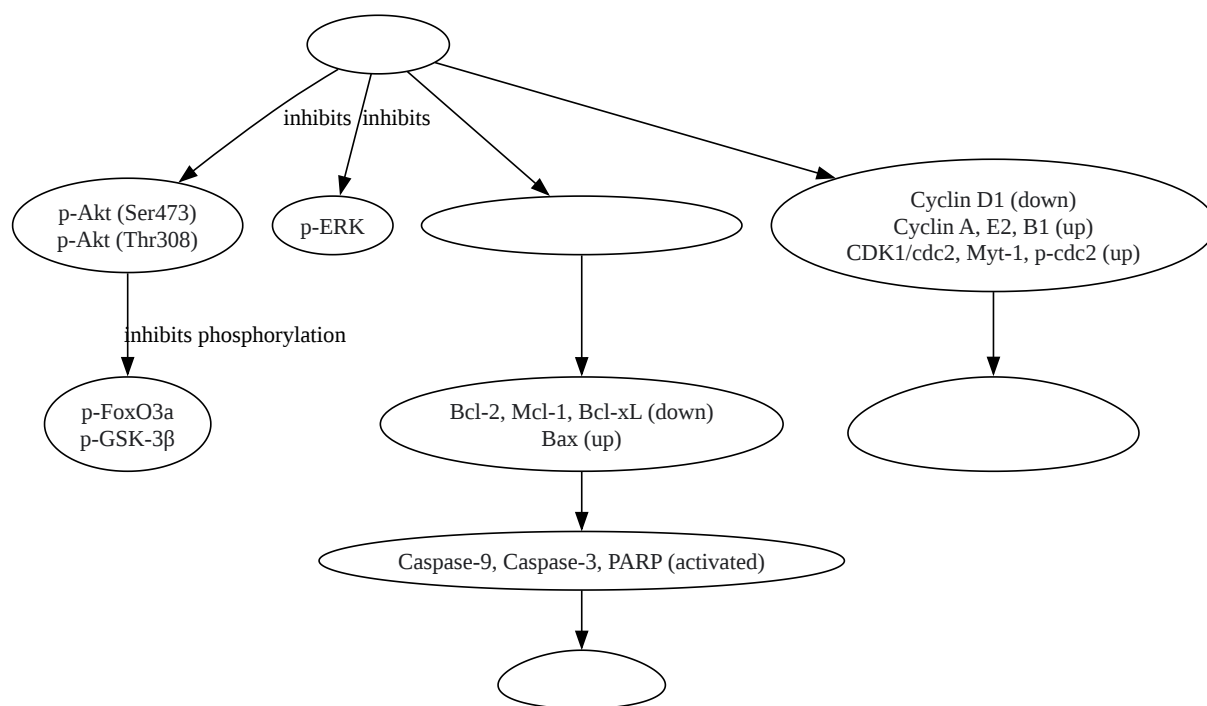 inhibits
inhibits
p-Akt (Ser473)
p-Akt (Thr308)
p-ERK
Cyclin D1 (down)
Cyclin A, E2, B1 (up)
CDK1/cdc2, Myt-1, p-cdc2 (up)
inhibits phosphorylation
p-FoxO3a
p-GSK-3β
Bcl-2, Mcl-1, Bcl-xL (down)
Bax (up)
Caspase-9, Caspase-3, PARP (activated)